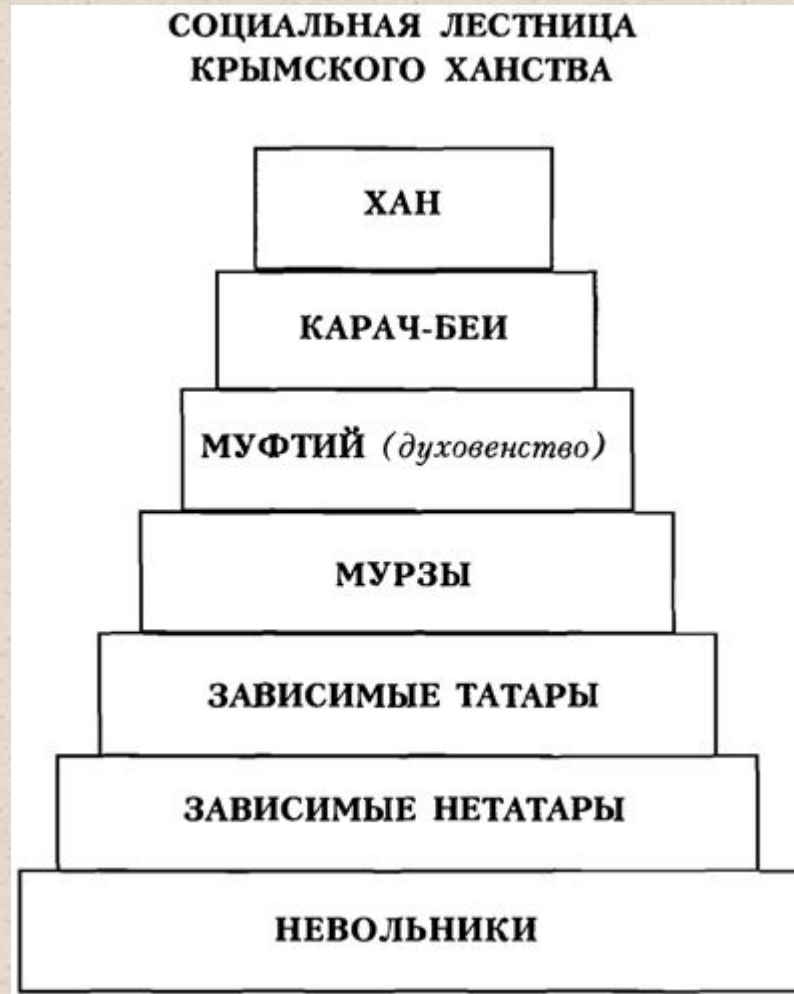 СОЦИАЛЬНАЯ ЛЕСТНИЦА
КРЫМСКОГО ХАНСТВА
ХАН
КАРАЧ-БЕИ
МУФТИЙ (духовенство)
МУРЗЫ
ЗАВИСИМЫЕ ТАТАРЫ
ЗАВИСИМЫЕ НЕТАТАРЫ
НЕВОЛЬНИКИ